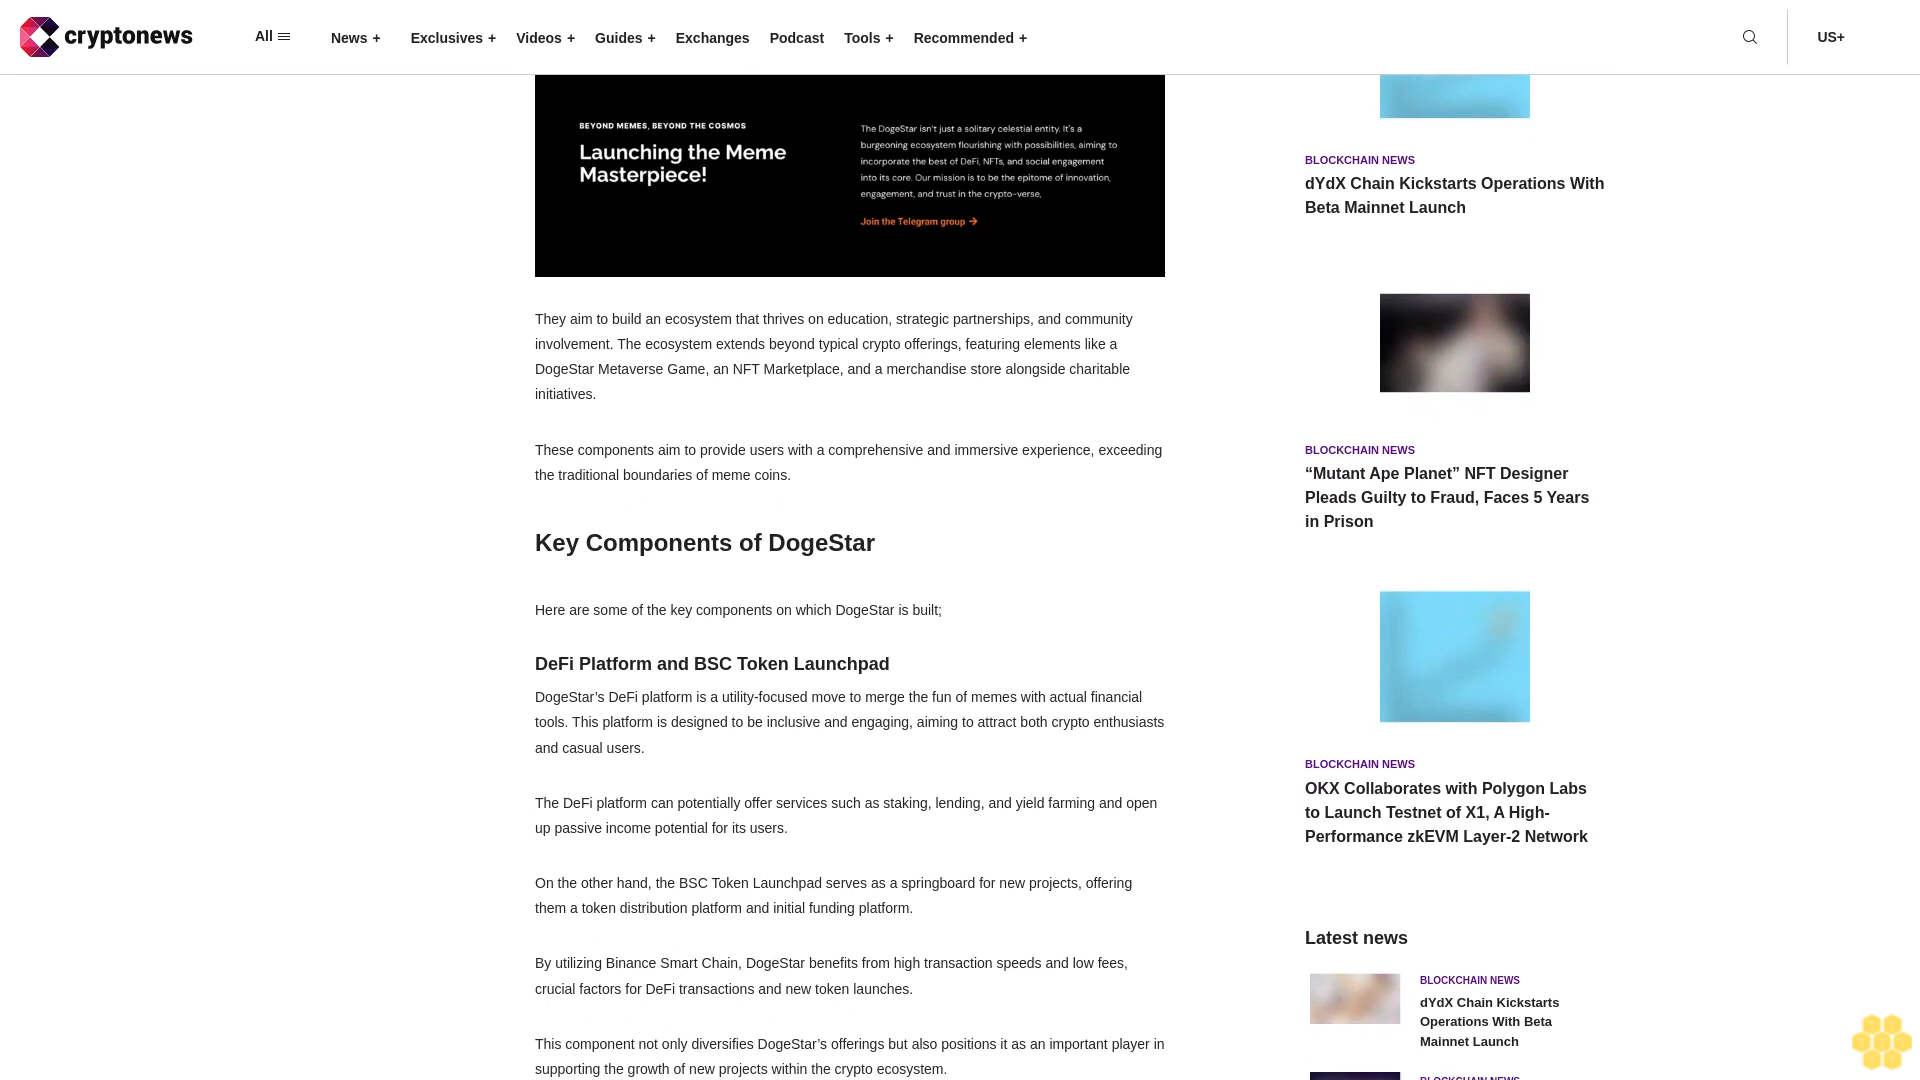 cryptonews
All
News +
Exclusives +
Videos +
Guides +
Exchanges
Podcast
Tools +
Recommended +
US+
BEYOND MEMES, BEYOND THE COSMOS
Launching the Meme
Masterpiece!
The DogeStar isn't just a solitary celestial entity. It's a
burgeoning ecosystem flourishing with possibilities, aiming to
incorporate the best of DeFi, NFTs, and social engagement
into its core. Our mission is to be the epitome of innovation,
engagement, and trust in the crypto-verse,
Join the Telegram group →
They aim to build an ecosystem that thrives on education, strategic partnerships, and community
involvement. The ecosystem extends beyond typical crypto offerings, featuring elements like a
DogeStar Metaverse Game, an NFT Marketplace, and a merchandise store alongside charitable
initiatives.
These components aim to provide users with a comprehensive and immersive experience, exceeding
the traditional boundaries of meme coins.
Key Components of DogeStar
Here are some of the key components on which DogeStar is built;
DeFi Platform and BSC Token Launchpad
DogeStar’s DeFi platform is a utility-focused move to merge the fun of memes with actual financial
tools. This platform is designed to be inclusive and engaging, aiming to attract both crypto enthusiasts
and casual users.
The DeFi platform can potentially offer services such as staking, lending, and yield farming and open
up passive income potential for its users.
On the other hand, the BSC Token Launchpad serves as a springboard for new projects, offering
them a token distribution platform and initial funding platform.
By utilizing Binance Smart Chain, DogeStar benefits from high transaction speeds and low fees,
crucial factors for DeFi transactions and new token launches.
This component not only diversifies DogeStar’s offerings but also positions it as an important player in
supporting the growth of new projects within the crypto ecosystem.
BLOCKCHAIN NEWS
dYdX Chain Kickstarts Operations With
Beta Mainnet Launch
BLOCKCHAIN NEWS
“Mutant Ape Planet” NFT Designer
Pleads Guilty to Fraud, Faces 5 Years
in Prison
BLOCKCHAIN NEWS
OKX Collaborates with Polygon Labs
to Launch Testnet of X1, A High-
Performance zkEVM Layer-2 Network
Latest news
BLOCKCHAIN NEWS
dYdX Chain Kickstarts
Operations With Beta
Mainnet Launch
BLOCKCHAIN NEWS